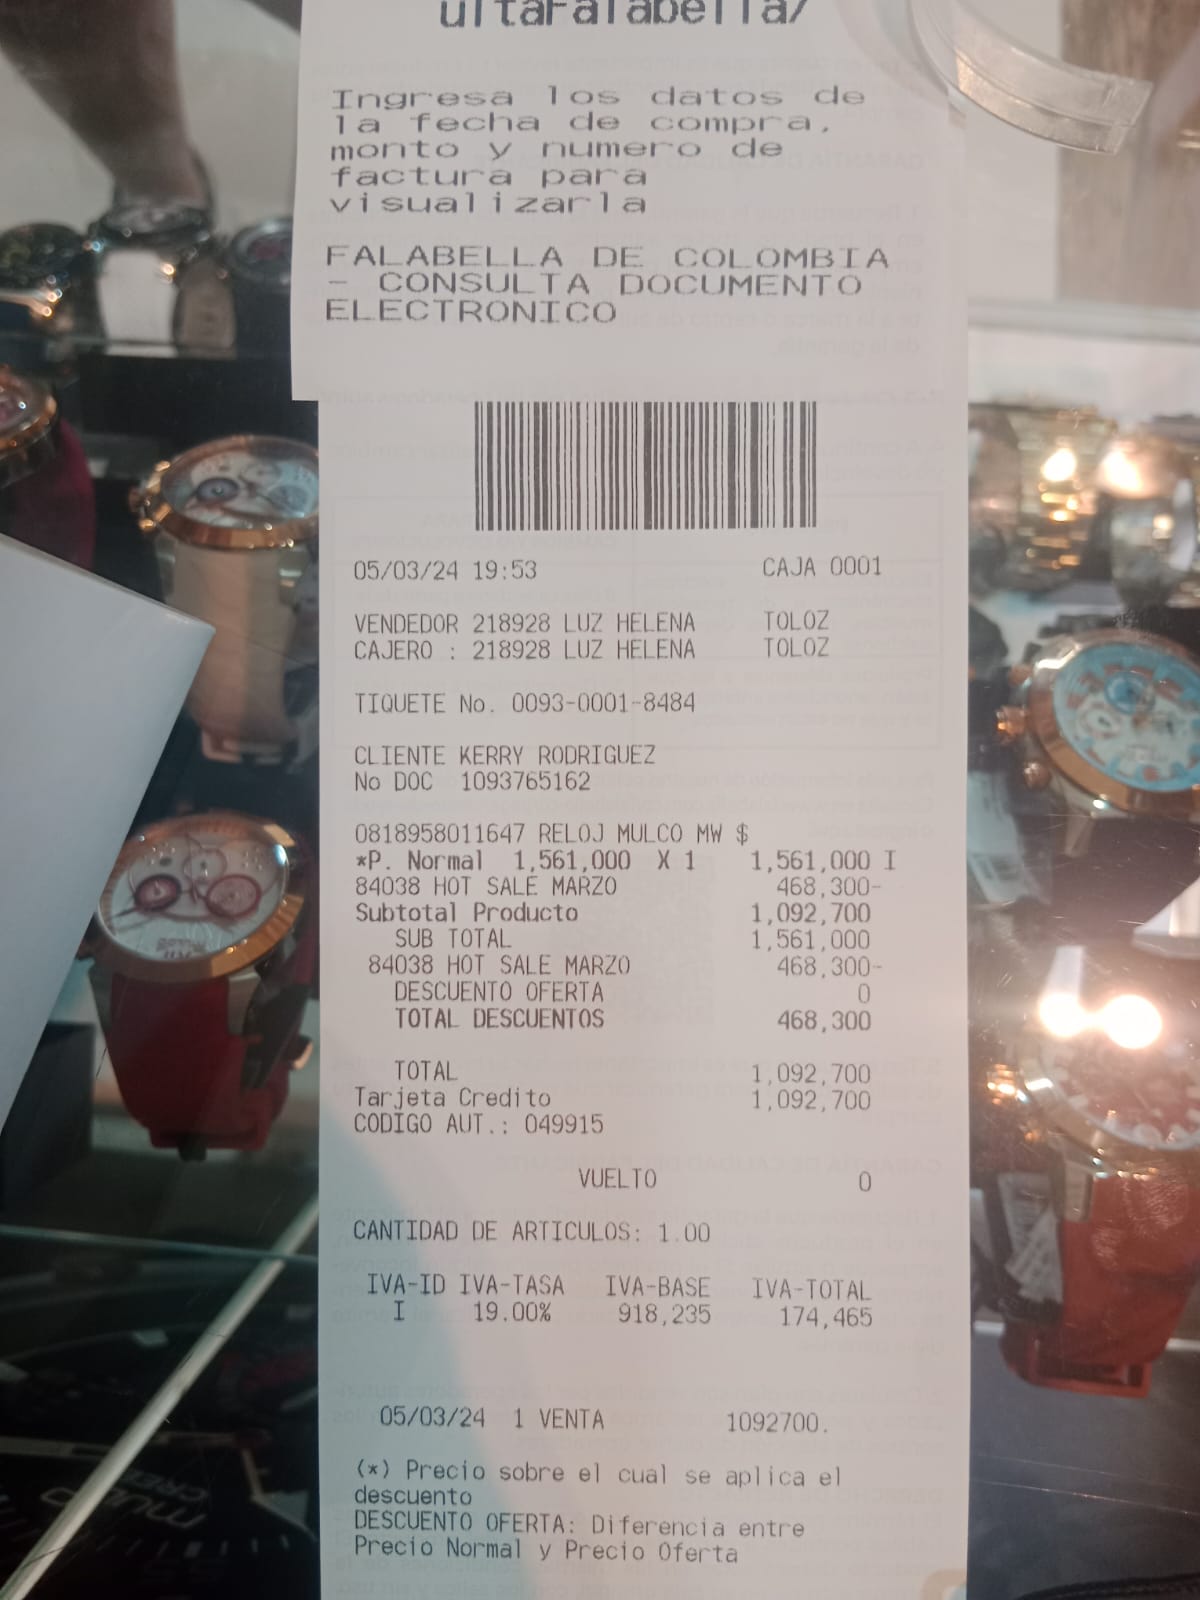 ultaFalabella/
Ingresa los datos de
la fecha de compra,
monto y numero de
factura para
visualizarla
FALABELLA DE COLOMBIA
- CONSULTA DOCUMENTO
ELECTRONICO
05/03/24 19:53 CAJA 0001
VENDEDOR 218928 LUZ HELENA TOLOZ
CAJERO : 218928 LUZ HELENA TOLOZ
TIQUETE No. 0093-0001-8484
CLIENTE KERRY RODRIGUEZ
No DOC 1093765162
0818958011647 RELOJ MULCO MW $
*P. Normal 1,561,000 X 1 1,561,000 I
84038 HOT SALE MARZO 468,300-
Subtotal Producto 1,092,700
SUB TOTAL 1,561,000
84038 HOT SALE MARZO 468,300-
DESCUENTO OFERTA 0
TOTAL DESCUENTOS 468,300
TOTAL 1,092,700
Tarjeta Credito 1,092,700
CODIGO AUT.: 049915
VUELTO 0
CANTIDAD DE ARTICULOS: 1.00
IVA-ID IVA-TASA IVA-BASE IVA-TOTAL
I 19.00% 918,235 174,465
05/03/24 1 VENTA 1092700.
(*) Precio sobre el cual se aplica el
descuento
DESCUENTO OFERTA: Diferencia entre
Precio Normal y Precio Oferta